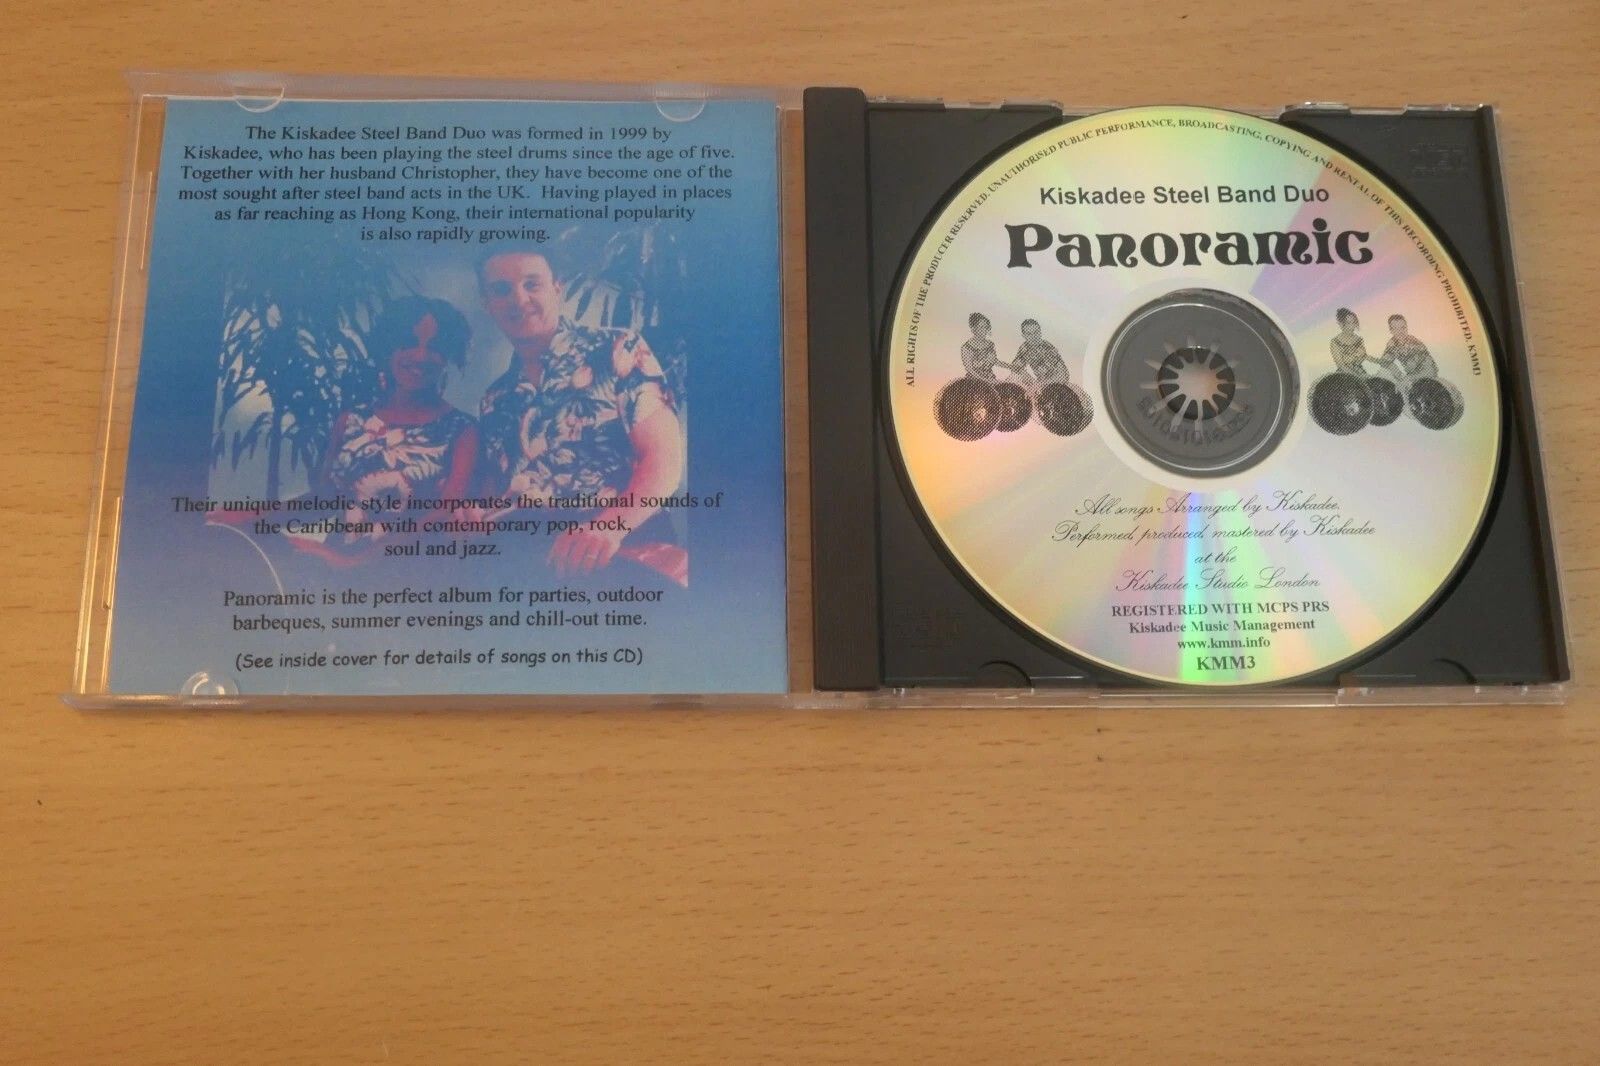 The Kiskadee Steel Band Duo was formed in 1999 by
Kiskadee, who has been playing the steel drums since the age of five.
Together with her husband Christopher, they have become one of the
most sought after steel band acts in the UK.  Having played in places
as far reaching as Hong Kong, their international popularity
is also rapidly growing.
Their unique melodic style incorporates the traditional sounds of
the Caribbean with contemporary pop, rock,
soul and jazz.
Panoramic is the perfect album for parties, outdoor
barbeques, summer evenings and chill-out time.
(See inside cover for details of songs on this CD)
ALL RIGHTS OF THE PRODUCER RESERVED. UNAUTHORISED PUBLIC PERFORMANCE, BROADCASTING, COPYING AND RENTAL OF THIS RECORDING PROHIBITED. KMM3
Kiskadee Steel Band Duo
Panoramic
All songs Arranged by Kiskadee.
Performed, produced, mastered by Kiskadee
at the
Kiskadee Studio London
REGISTERED WITH MCPS PRS
Kiskadee Music Management
www.kmm.info
KMM3